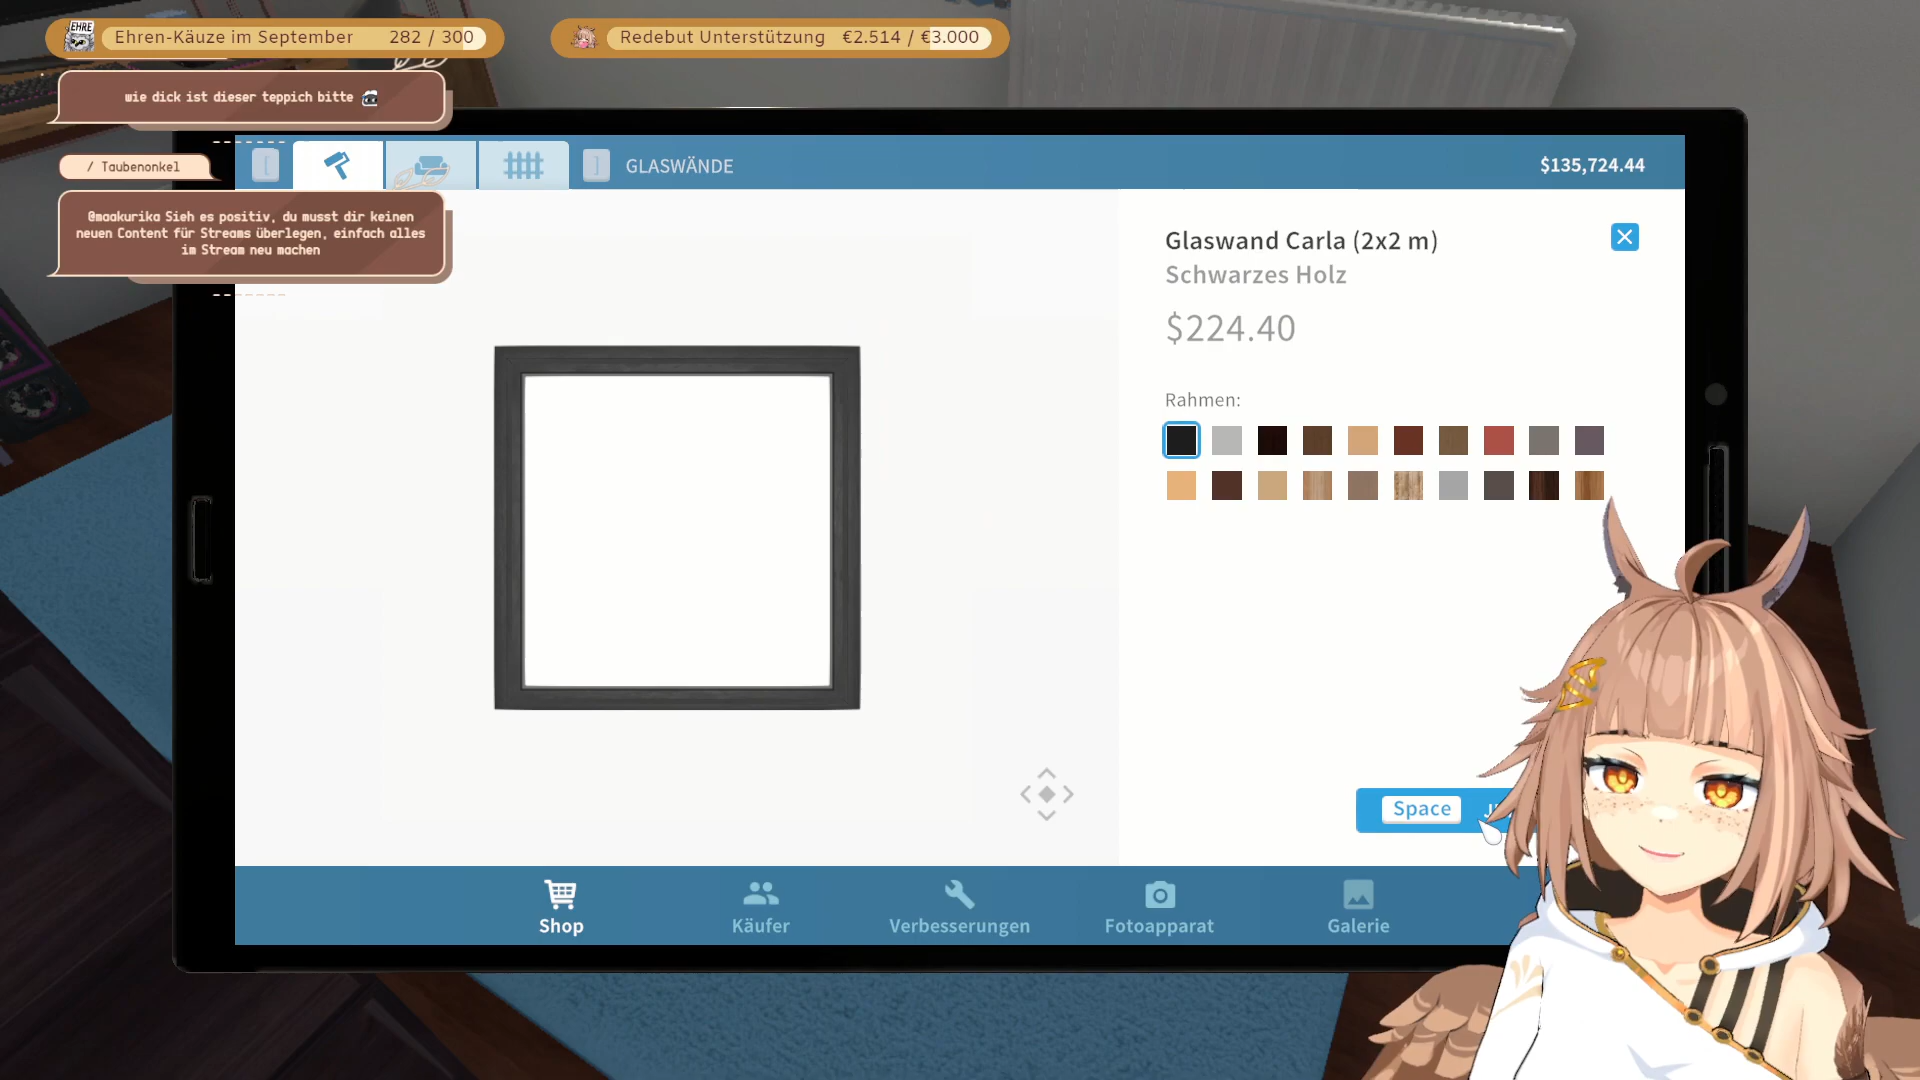 EHRE
Ehren-Käuze im September 282 / 300
Redebut Unterstützung €2.514 / €3.000
wie dick ist dieser teppich bitte
/ Taubenonkel
@maakurika Sieh es positiv, du musst dir keinen
neuen Content für Streams überlegen, einfach alles
im Stream neu machen
[
]
GLASWÄNDE
$135,724.44
Glaswand Carla (2x2 m)
Schwarzes Holz
$224.40
Rahmen:
Space
Shop
Käufer
Verbesserungen
Fotoapparat
Galerie